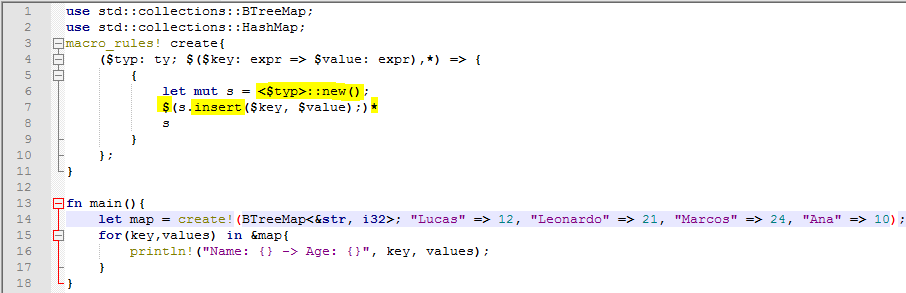 1 use std::collections::BTreeMap;
2 use std::collections::HashMap;
3 macro_rules! create{
4     ($typ: ty; $($key: expr => $value: expr),*) => {
5         {
6             let mut s = <$typ>::new();
7             $(s.insert($key, $value);)*
8             s
9         }
10     };
11 }
12
13 fn main(){
14     let map = create!(BTreeMap<&str, i32>; "Lucas" => 12, "Leonardo" => 21, "Marcos" => 24, "Ana" => 10);
15     for(key,values) in &map{
16         println!("Name: {} -> Age: {}", key, values);
17     }
18 }